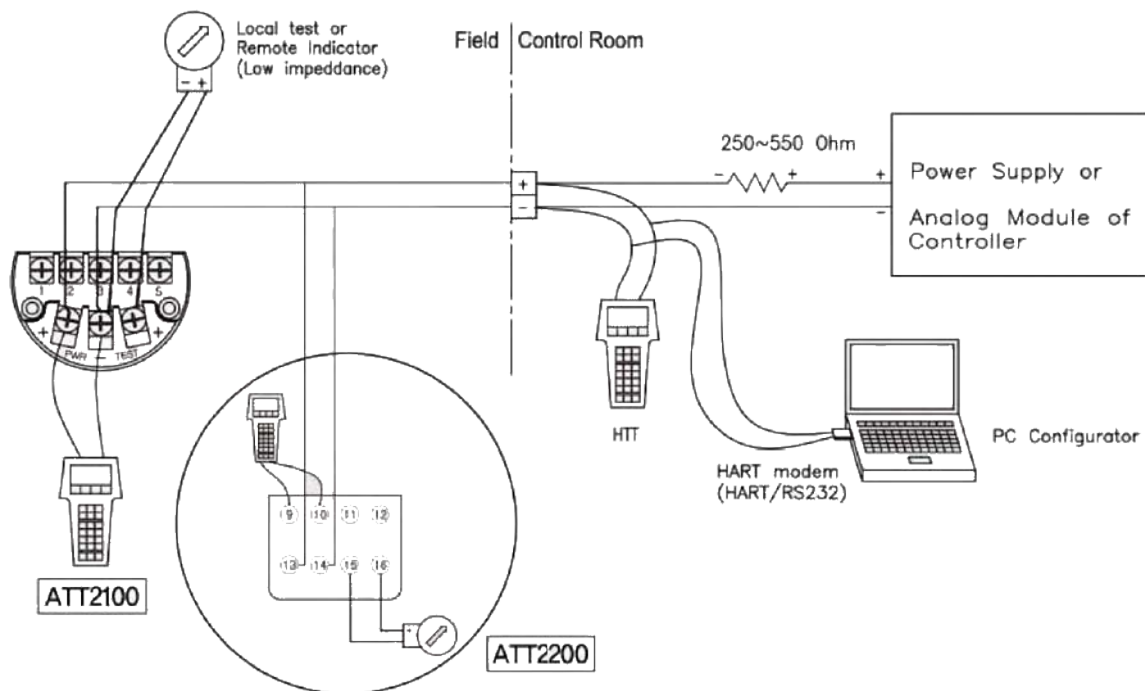 Local test or
Remote Indicator
(Low impeddance)
- +
Field
Control Room
250~550 Ohm
- +
+
-
+
-
Power Supply or
Analog Module of
Controller
1 2 3 4 5
+ PWR - TEST +
HTT
PC Configurator
HART modem
(HART/RS232)
9 10 11 12
13 14 15 16
ATT2100
ATT2200